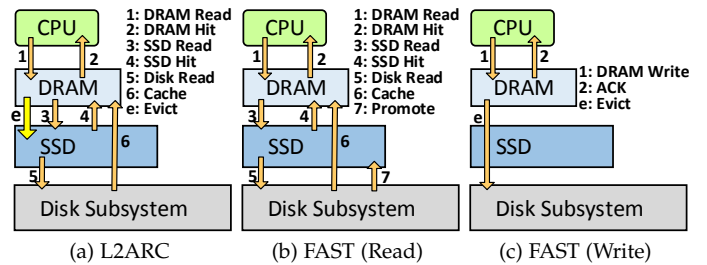 CPU
1
2
DRAM
e
3
4
SSD
6
5
Disk Subsystem
1: DRAM Read
2: DRAM Hit
3: SSD Read
4: SSD Hit
5: Disk Read
6: Cache
e: Evict
(a) L2ARC
CPU
1
2
DRAM
3
4
SSD
6
5
7
Disk Subsystem
1: DRAM Read
2: DRAM Hit
3: SSD Read
4: SSD Hit
5: Disk Read
6: Cache
7: Promote
(b) FAST (Read)
CPU
1
2
DRAM
e
SSD
Disk Subsystem
1: DRAM Write
2: ACK
e: Evict
(c) FAST (Write)